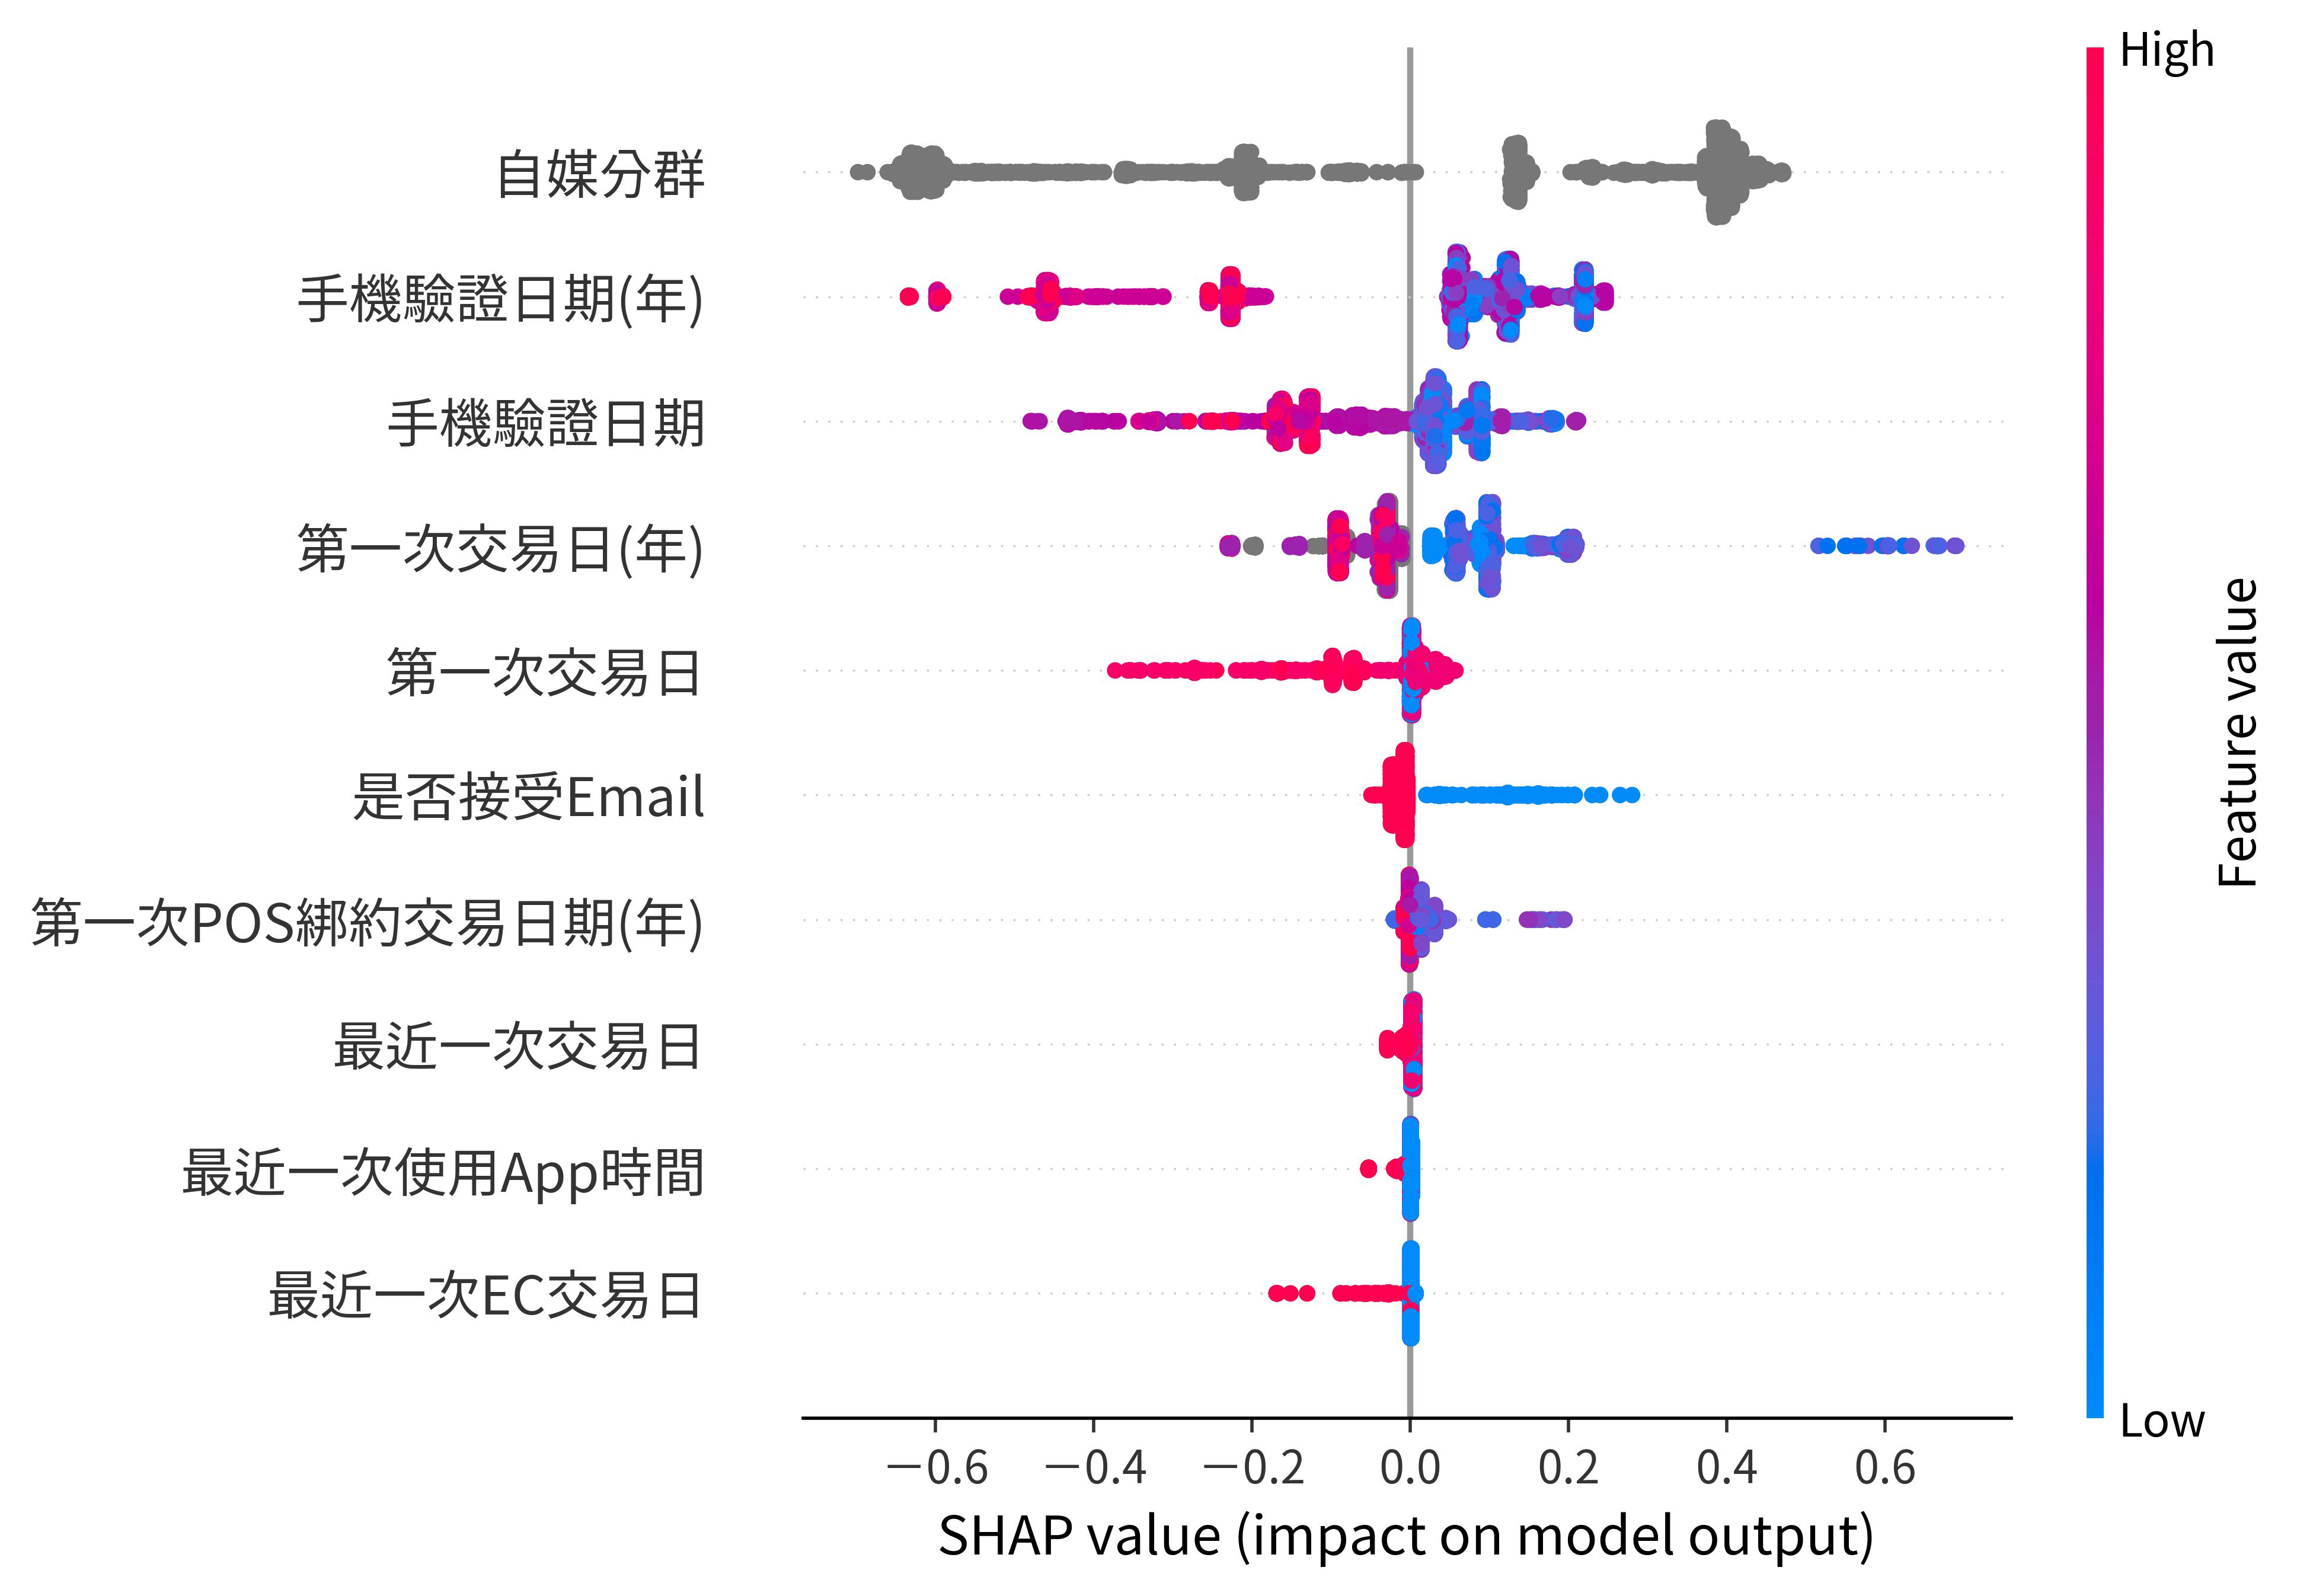 High
自媒分群
手機驗證日期(年)
手機驗證日期
第一次交易日(年)
第一次交易日
是否接受Email
第一次POS綁約交易日期(年)
最近一次交易日
最近一次使用App時間
最近一次EC交易日
Feature value
Low
−0.6 −0.4 −0.2 0.0 0.2 0.4 0.6
SHAP value (impact on model output)